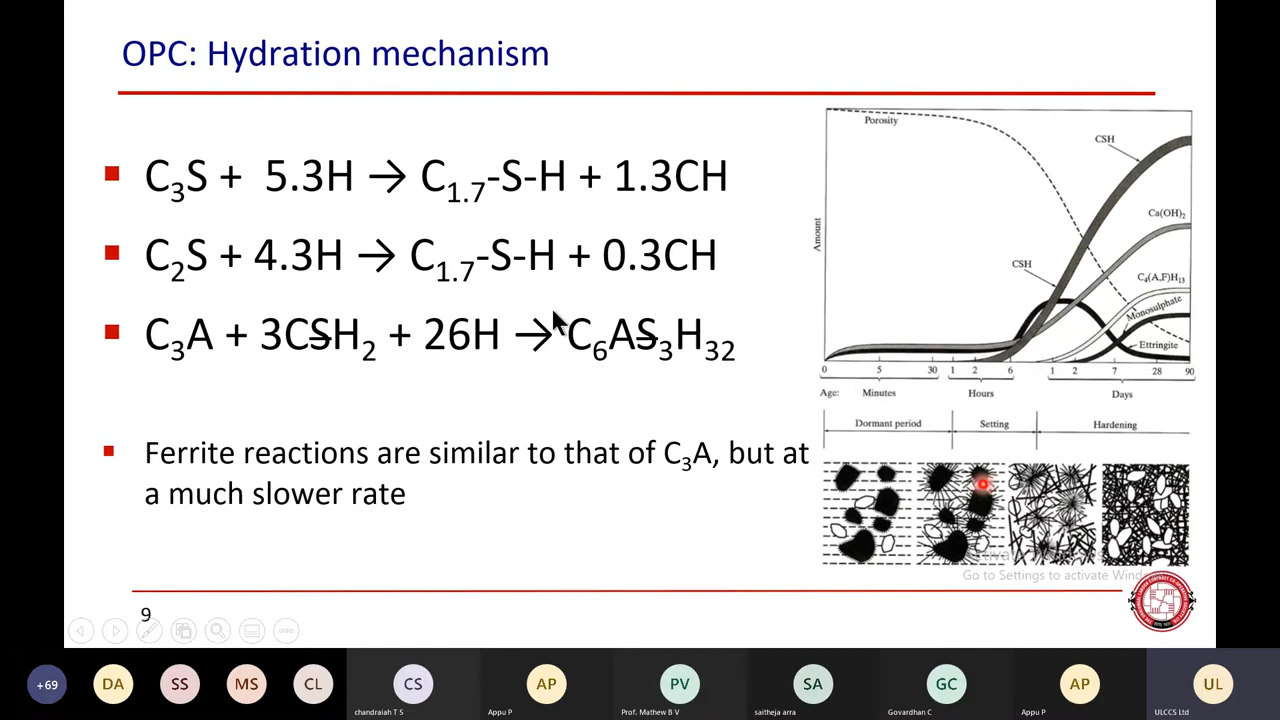 OPC: Hydration mechanism
C₃S + 5.3H → C₁.₇-S-H + 1.3CH
C₂S + 4.3H → C₁.₇-S-H + 0.3CH
C₃A + 3CS̶H₂ + 26H → C₆AS̶₃H₃₂
Ferrite reactions are similar to that of C₃A, but at
a much slower rate
Porosity
CSH
Ca(OH)₂
CSH
C₄(A,F)H₁₃
Monosulphate
Ettringite
Amount
0 5 30 1 2 6 1 2 7 28 90
Age: Minutes Hours Days
Dormant period Setting Hardening
Go to Settings to activate Wind
9
+69 DA SS MS CL CS AP PV SA GC AP UL
chandraiah T S Appu P Prof. Mathew B V saitheja arra Govardhan C Appu P ULCCS Ltd